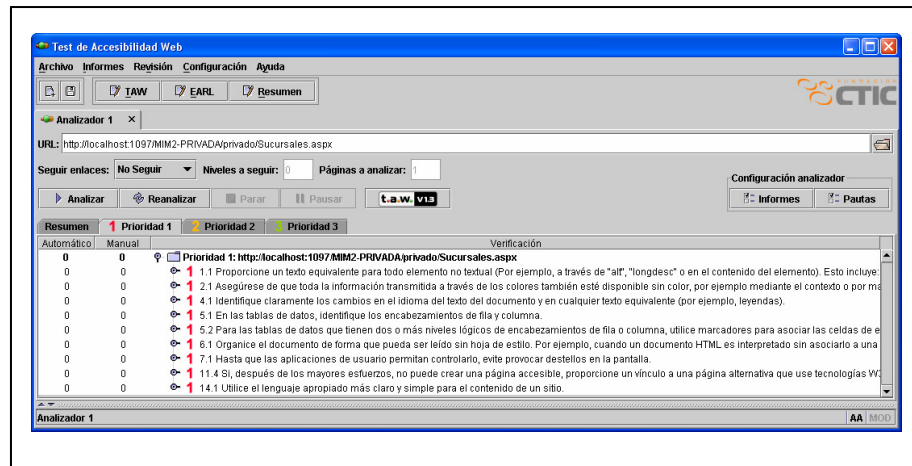 Test de Accesibilidad Web
Archivo Informes Revisión Configuración Ayuda
TAW EARL Resumen
FUNDACIÓN
CTIC
Analizador 1 ×
URL: http://localhost:1097/MIM2-PRIVADA/privado/Sucursales.aspx
Seguir enlaces: No Seguir Niveles a seguir: 0 Páginas a analizar: 1
Configuración analizador
Analizar Reanalizar Parar Pausar t.a.w. V1.3 Informes Pautas
Resumen 1 Prioridad 1 2 Prioridad 2 3 Prioridad 3
Automático Manual Verificación
0 0 Prioridad 1: http://localhost:1097/MIM2-PRIVADA/privado/Sucursales.aspx
0 0 1 1.1 Proporcione un texto equivalente para todo elemento no textual (Por ejemplo, a través de "alt", "longdesc" o en el contenido del elemento). Esto incluye:
0 0 1 2.1 Asegúrese de que toda la información transmitida a través de los colores también esté disponible sin color, por ejemplo mediante el contexto o por ma
0 0 1 4.1 Identifique claramente los cambios en el idioma del texto del documento y en cualquier texto equivalente (por ejemplo, leyendas).
0 0 1 5.1 En las tablas de datos, identifique los encabezamientos de fila y columna.
0 0 1 5.2 Para las tablas de datos que tienen dos o más niveles lógicos de encabezamientos de fila o columna, utilice marcadores para asociar las celdas de e
0 0 1 6.1 Organice el documento de forma que pueda ser leído sin hoja de estilo. Por ejemplo, cuando un documento HTML es interpretado sin asociarlo a una
0 0 1 7.1 Hasta que las aplicaciones de usuario permitan controlarlo, evite provocar destellos en la pantalla.
0 0 1 11.4 Si, después de los mayores esfuerzos, no puede crear una página accesible, proporcione un vínculo a una página alternativa que use tecnologías W3
0 0 1 14.1 Utilice el lenguaje apropiado más claro y simple para el contenido de un sitio.
Analizador 1 AA MOD